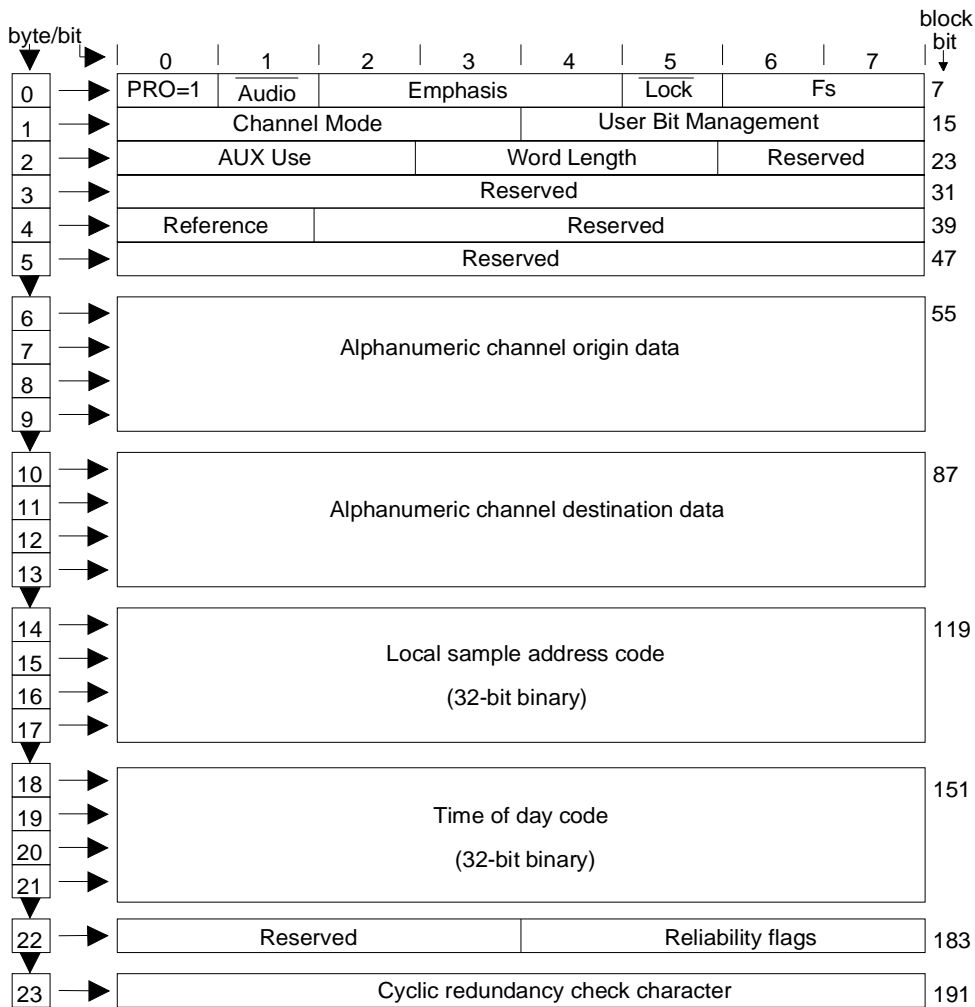 byte/bit 0 1 2 3 4 5 6 7 block bit
0 PRO=1 Audio Emphasis Lock Fs 7
1 Channel Mode User Bit Management 15
2 AUX Use Word Length Reserved 23
3 Reserved 31
4 Reference Reserved 39
5 Reserved 47
6 55
7 Alphanumeric channel origin data
8
9
10 87
11 Alphanumeric channel destination data
12
13
14 119
15 Local sample address code
16 (32-bit binary)
17
18 151
19 Time of day code
20 (32-bit binary)
21
22 Reserved Reliability flags 183
23 Cyclic redundancy check character 191